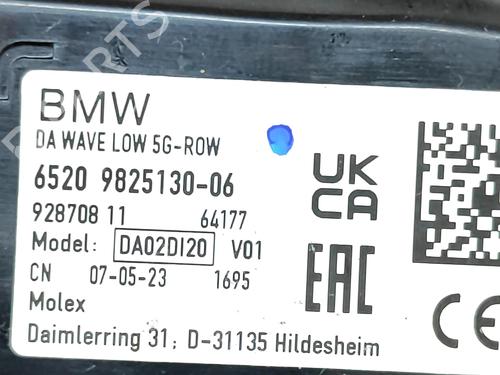 BMW
DA WAVE LOW 5G-ROW
6520 9825130-06
928708 11 64177
Model: DA02DI20 V01
CN 07-05-23 1695
Molex
Daimlerring 31; D-31135 Hildesheim
UK
CA
EAC
CE
PARTS